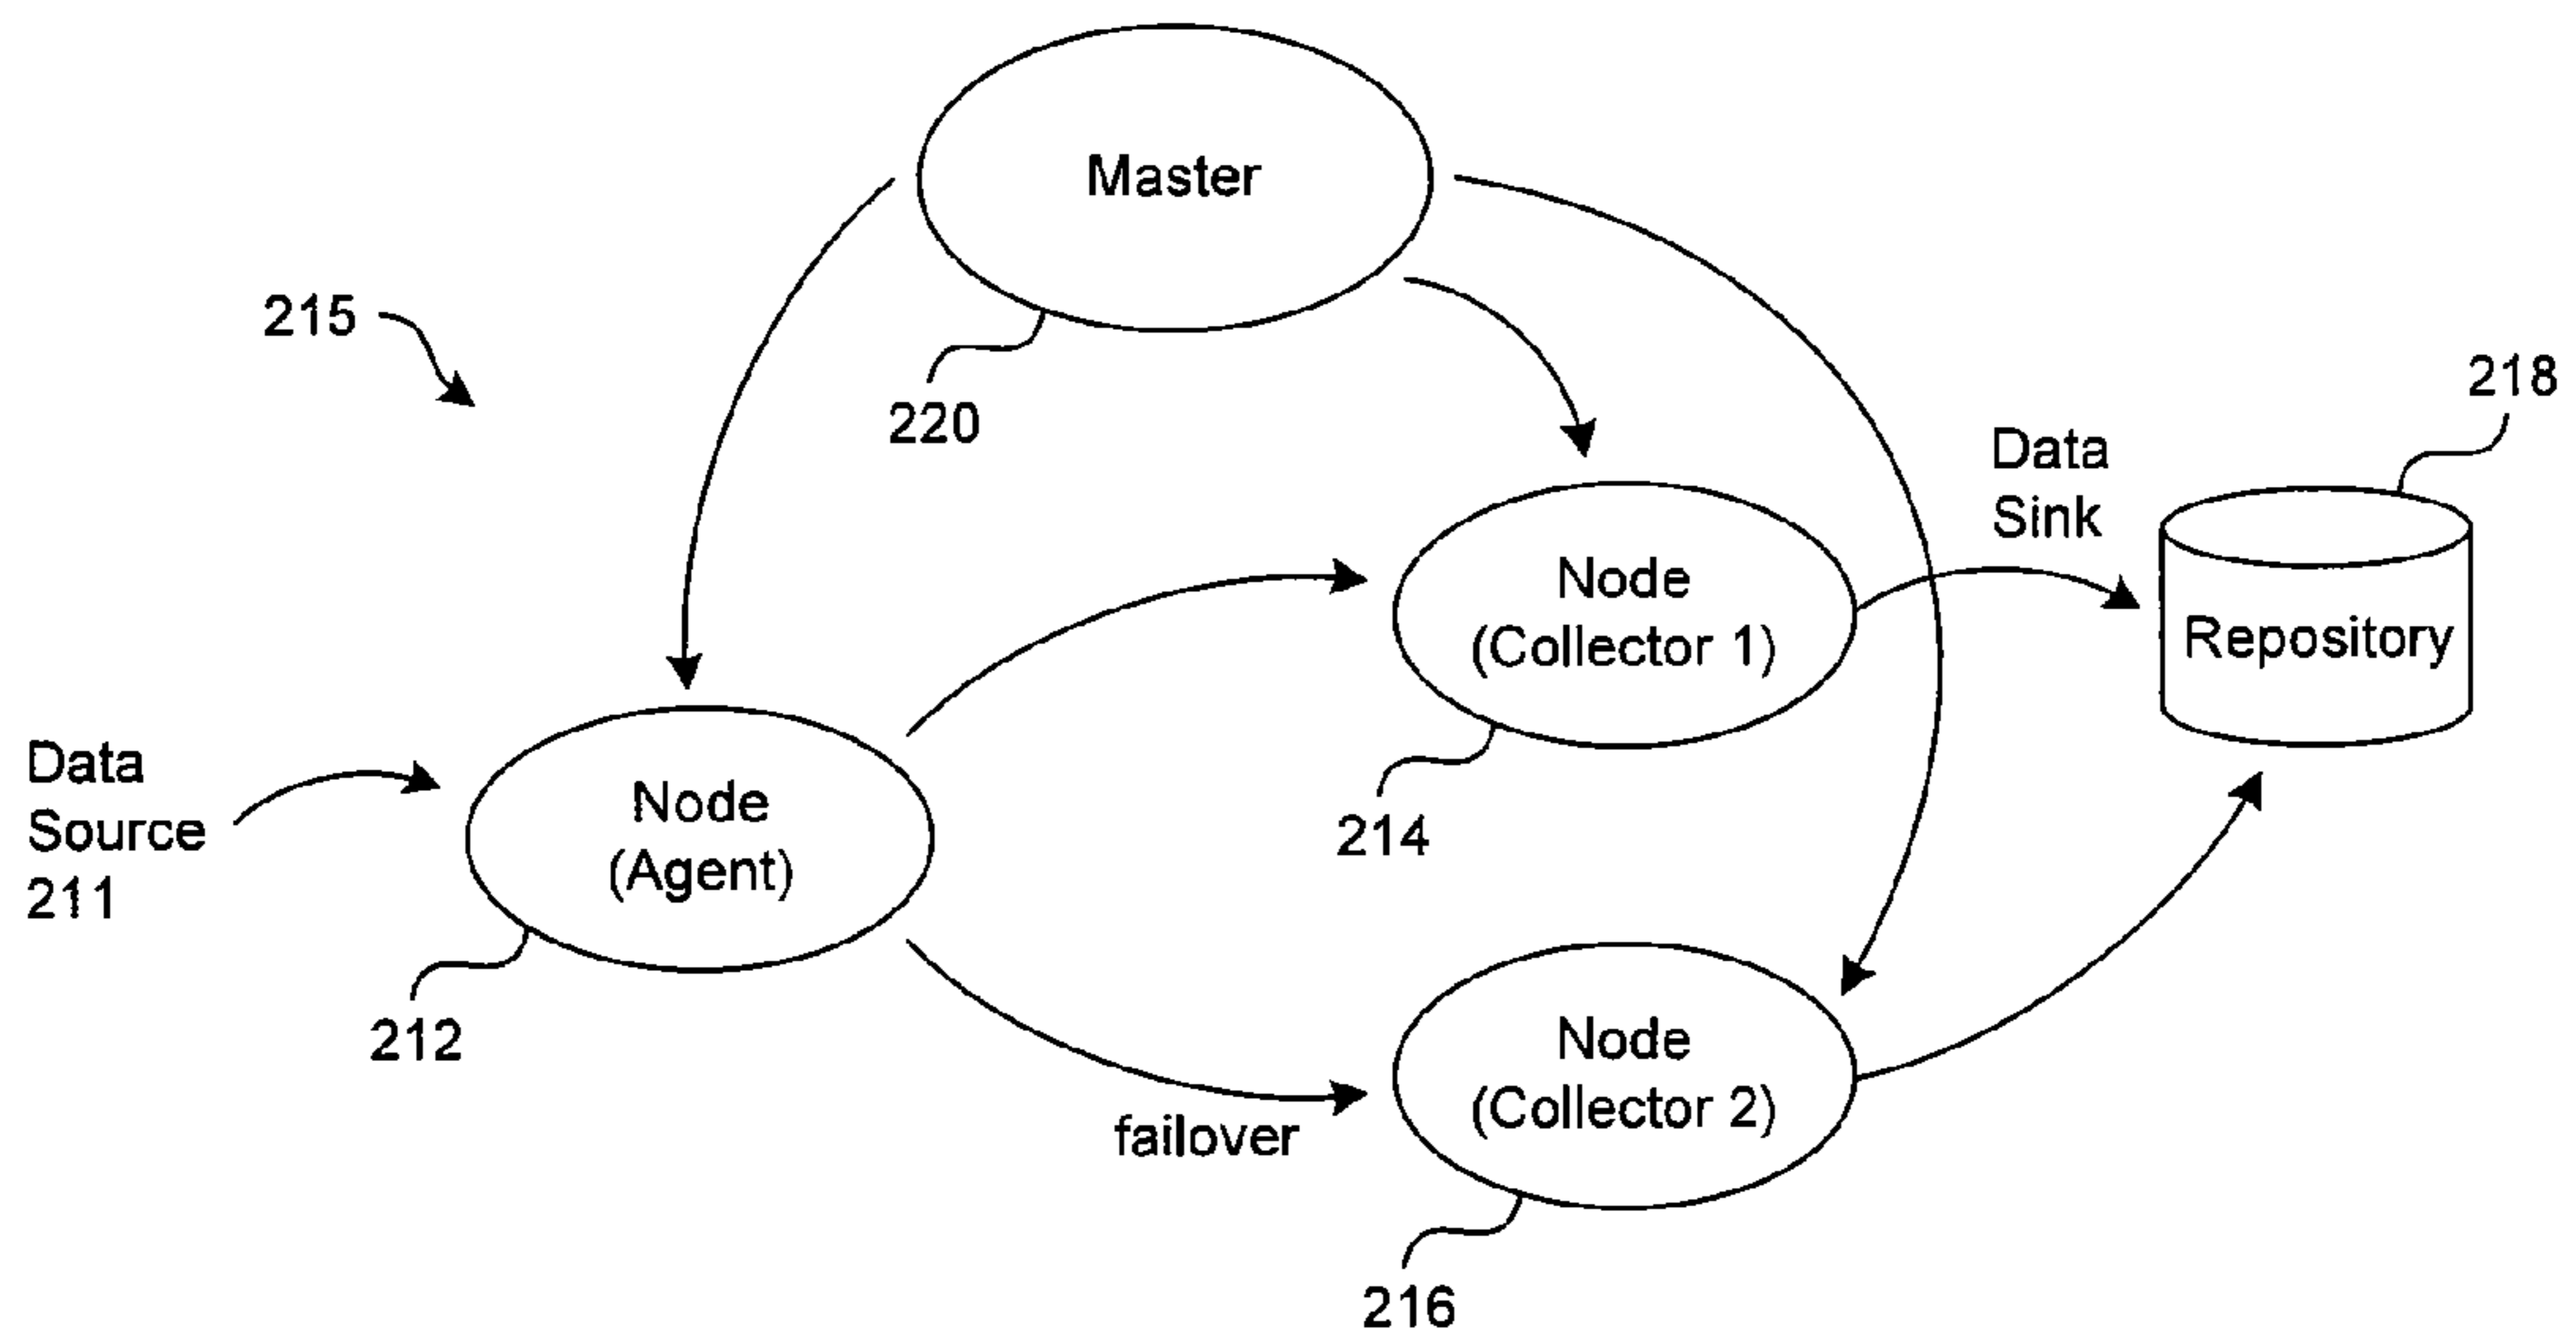 Master
215
220
218
Data
Sink
Node
(Collector 1)
Repository
Data
Source
211
Node
(Agent)
214
212
failover
Node
(Collector 2)
216